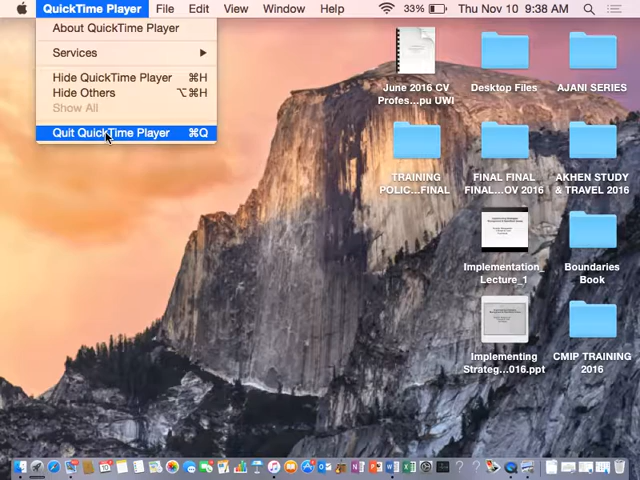 QuickTime Player File Edit View Window Help 33% Thu Nov 10 9:38 AM
About QuickTime Player
Services
Hide QuickTime Player ⌘H
Hide Others ⌥⌘H
Show All
Quit QuickTime Player ⌘Q
June 2016 CV
Profes...pu UWI
Desktop Files
AJANI SERIES
TRAINING
POLIC...FINAL
FINAL FINAL
FINAL...OV 2016
AKHEN STUDY
& TRAVEL 2016
Implementation_
Lecture_1
Boundaries
Book
Implementing
Strateg...016.ppt
CMIP TRAINING
2016